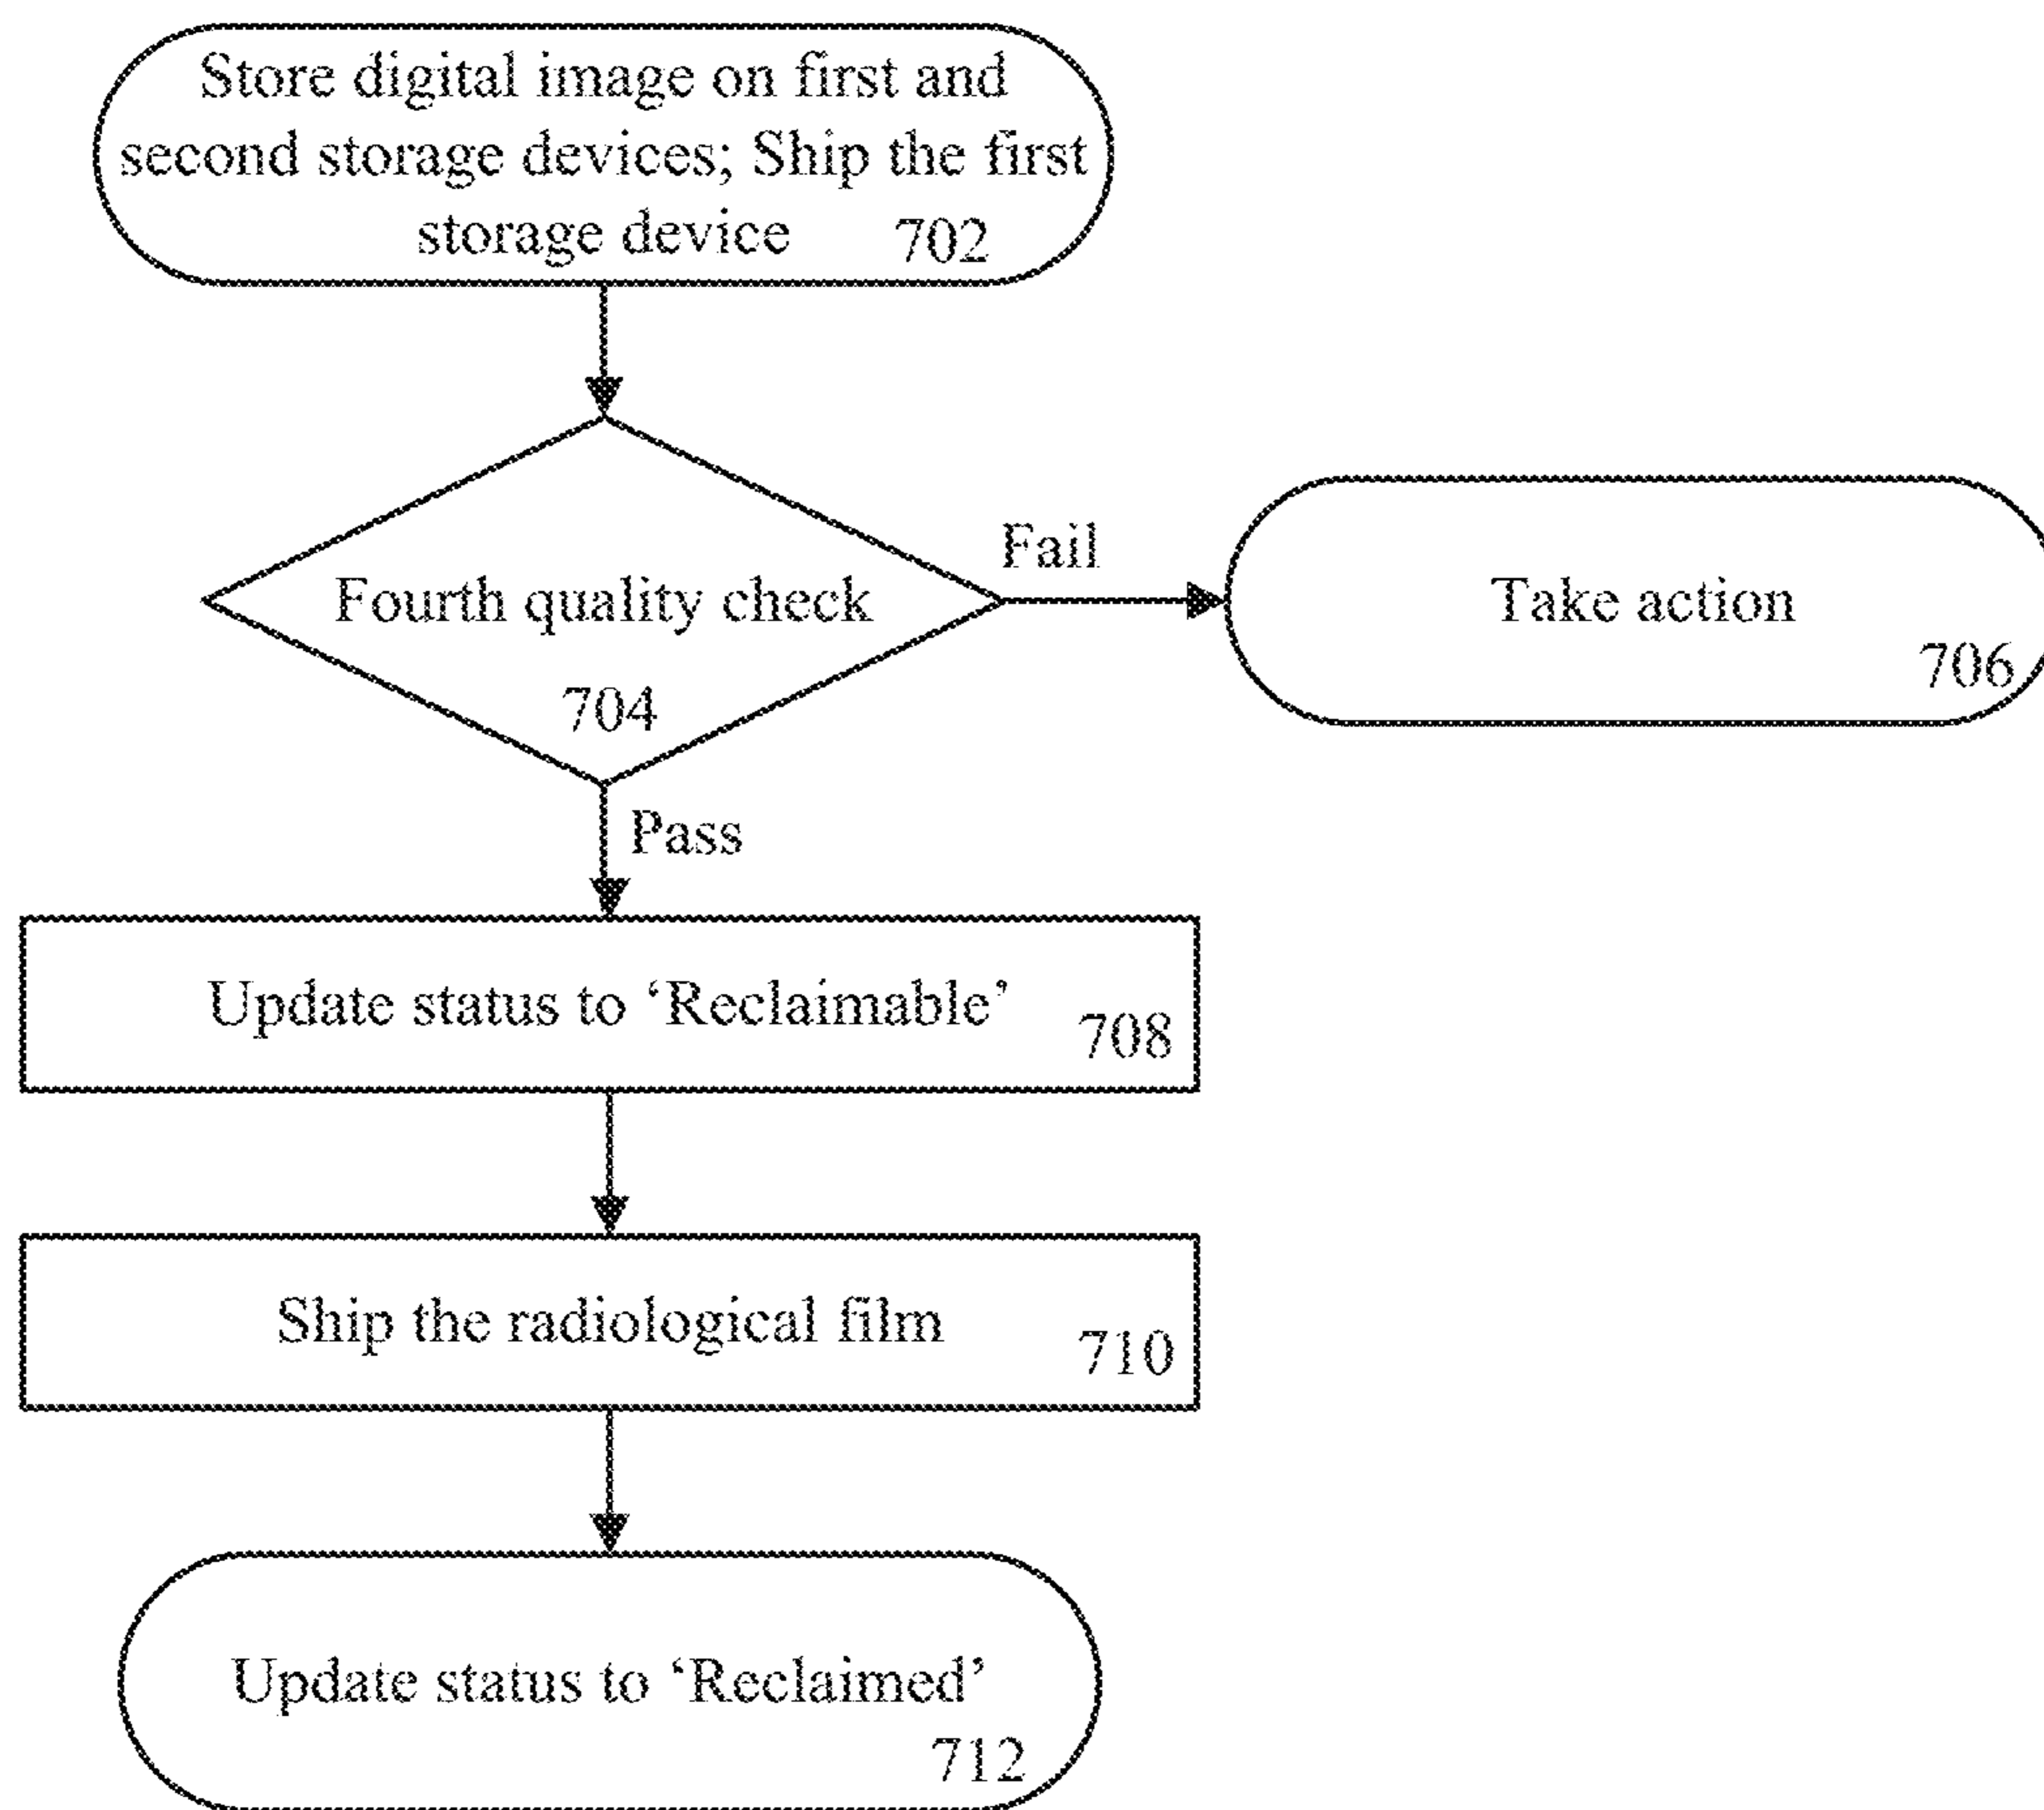 Store digital image on first and
second storage devices; Ship the first
storage device 702
Fail
Fourth quality check
Take action
706
704
Pass
Update status to ‘Reclaimable’
708
Ship the radiological film
710
Update status to ‘Reclaimed’
712